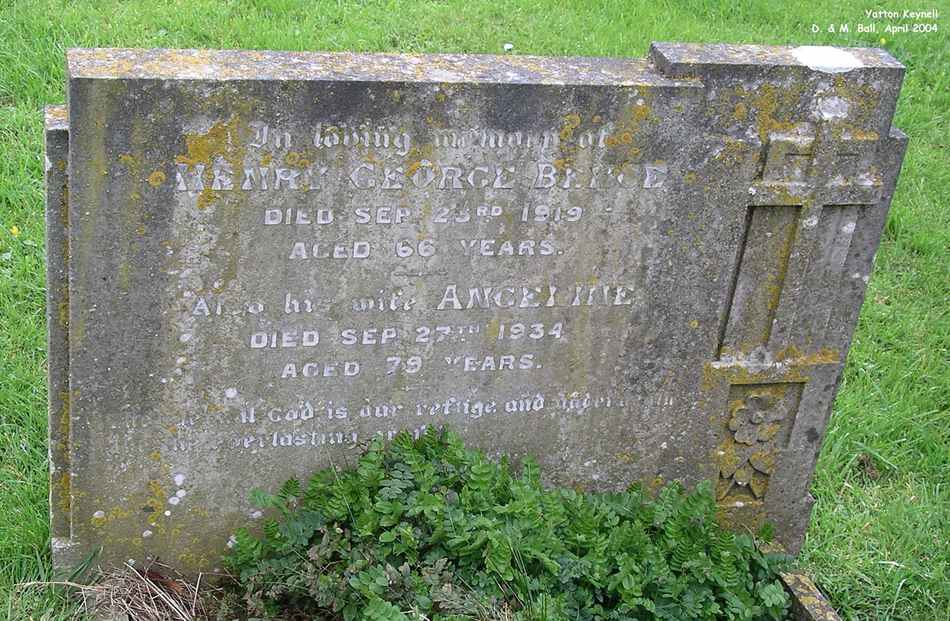 Yatton Keynell
D. & M. Ball, April 2004
In loving memory of
HENRY GEORGE
DIED SEP 23RD 1919
AGED 66 YEARS.
Also his wife ANGELINE
DIED SEP 27TH 1934
AGED 79 YEARS.
God is our refuge and underneath
everlasting